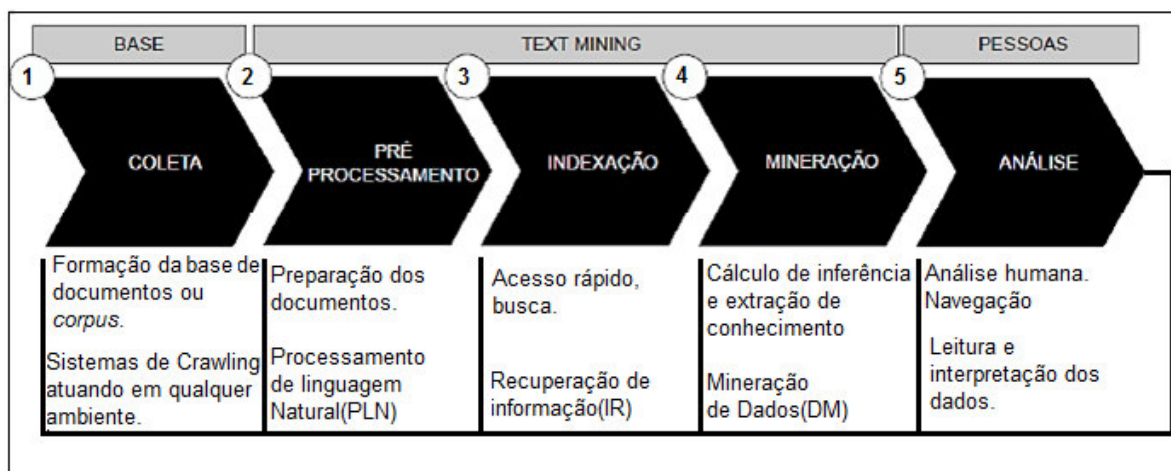 BASE
TEXT MINING
PESSOAS
1
2
3
4
5
COLETA
PRÉ
PROCESSAMENTO
INDEXAÇÃO
MINERAÇÃO
ANÁLISE
Formação da base de
documentos ou
corpus.
Sistemas de Crawling
atuando em qualquer
ambiente.
Preparação dos
documentos.
Processamento
de linguagem
Natural(PLN)
Acesso rápido,
busca.
Recuperação de
informação(IR)
Cálculo de inferência
e extração de
conhecimento
Mineração
de Dados(DM)
Análise humana.
Navegação
Leitura e
interpretação dos
dados.